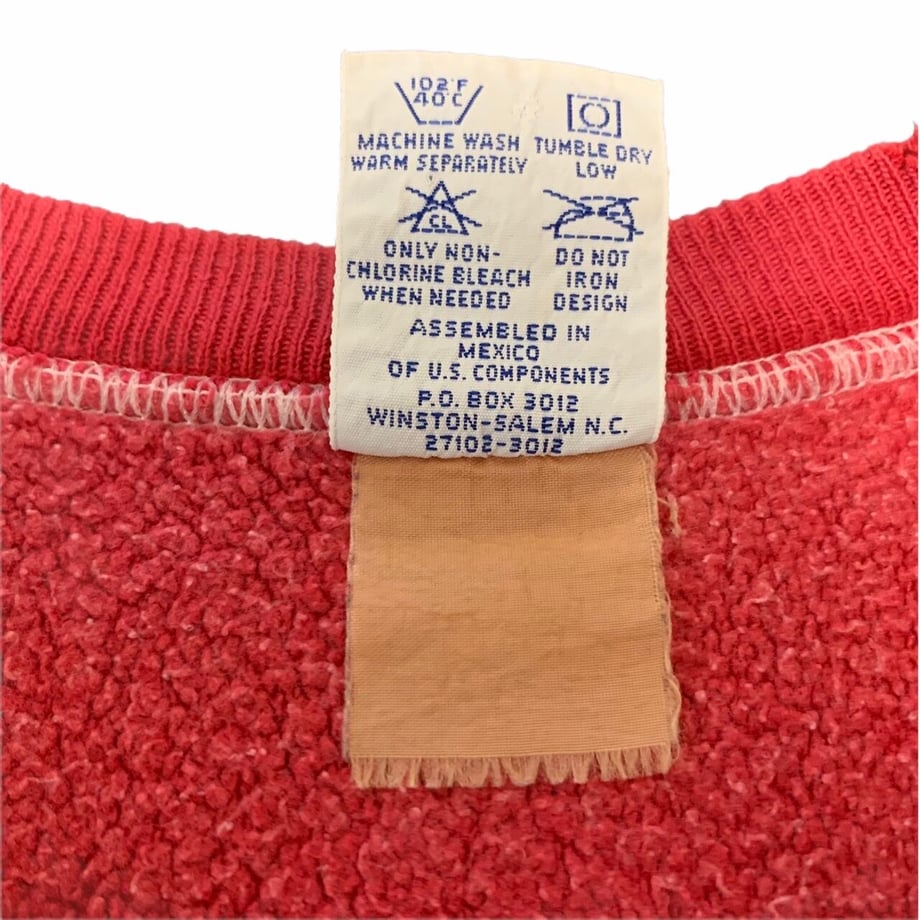 102°F
40°C
MACHINE WASH
WARM SEPARATELY
TUMBLE DRY
LOW
CL
ONLY NON-
CHLORINE BLEACH
WHEN NEEDED
DO NOT
IRON
DESIGN
ASSEMBLED IN
MEXICO
OF U.S. COMPONENTS
P.O. BOX 3012
WINSTON-SALEM N.C.
27102-3012